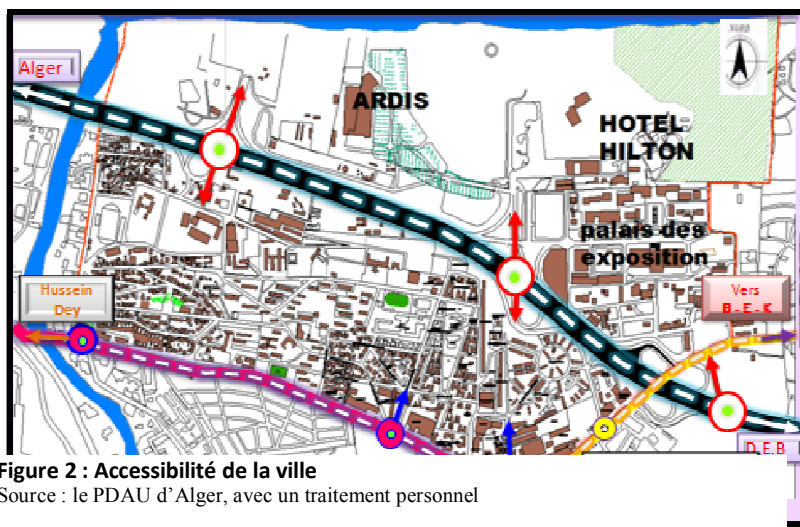 NORD
Alger
ARDIS
HOTEL
HILTON
palais des
exposition
Hussein
Dey
Vers
B - E - K
D.E.B
Figure 2 : Accessibilité de la ville
Source : le PDAU d’Alger, avec un traitement personnel